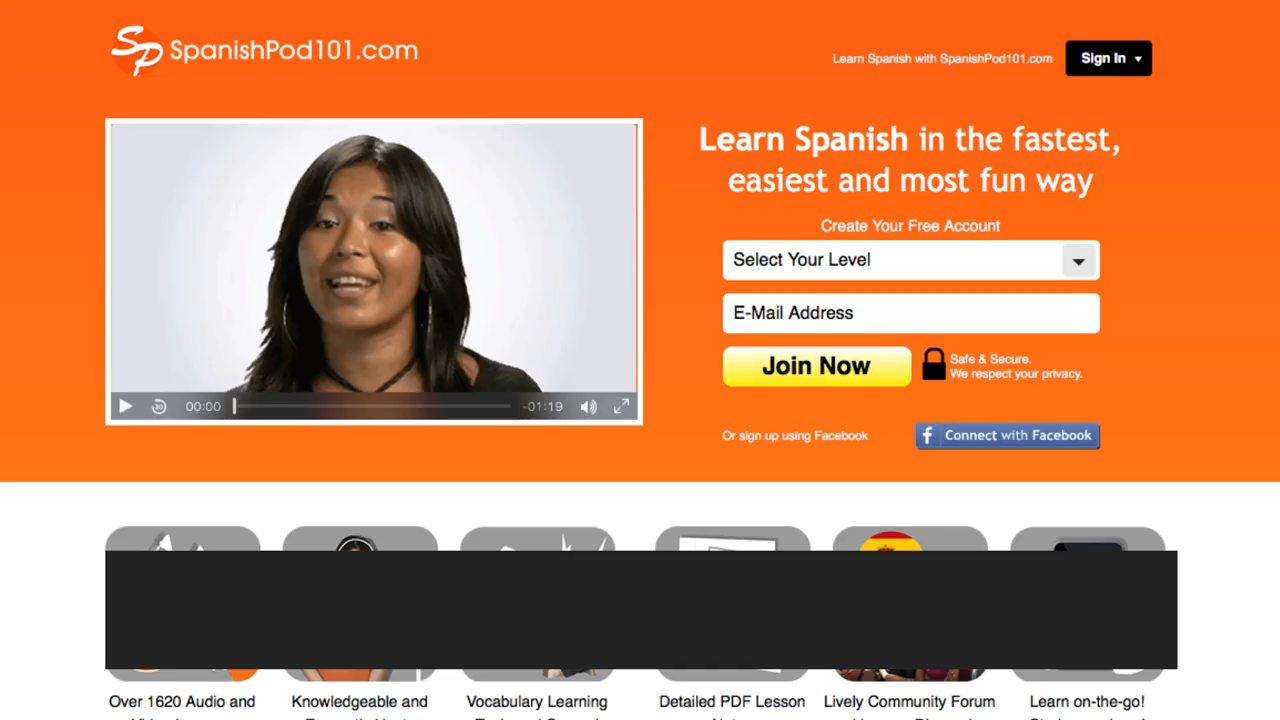 SP SpanishPod101.com
Learn Spanish with SpanishPod101.com
Sign In
Learn Spanish in the fastest,
easiest and most fun way
Create Your Free Account
Select Your Level
E-Mail Address
Join Now
Safe & Secure.
We respect your privacy.
30
00:00
-01:19
Or sign up using Facebook
f Connect with Facebook
Over 1620 Audio and
Knowledgeable and
Vocabulary Learning
Detailed PDF Lesson
Lively Community Forum
Learn on-the-go!